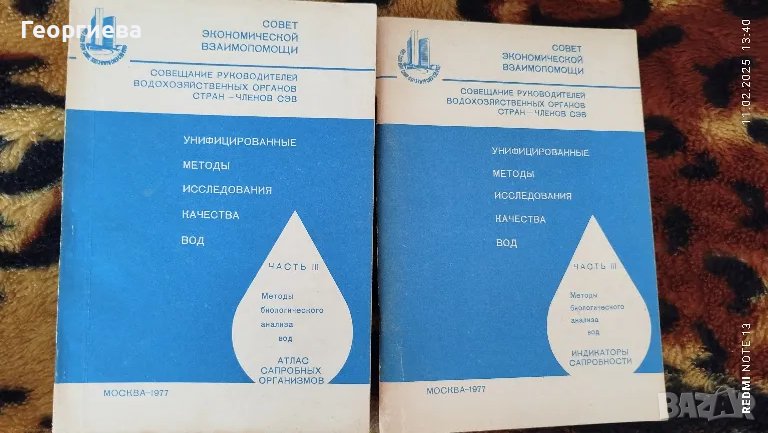 Георгиева
СОВЕТ
ЭКОНОМИЧЕСКОЙ
ВЗАИМОПОМОЩИ
СОВЕЩАНИЕ РУКОВОДИТЕЛЕЙ
ВОДОХОЗЯЙСТВЕННЫХ ОРГАНОВ
СТРАН – ЧЛЕНОВ СЭВ
УНИФИЦИРОВАННЫЕ
МЕТОДЫ
ИССЛЕДОВАНИЯ
КАЧЕСТВА
ВОД
ЧАСТЬ III
Методы
биологического
анализа
вод
АТЛАС
САПРОБНЫХ
ОРГАНИЗМОВ
МОСКВА–1977
СОВЕТ
ЭКОНОМИЧЕСКОЙ
ВЗАИМОПОМОЩИ
СОВЕЩАНИЕ РУКОВОДИТЕЛЕЙ
ВОДОХОЗЯЙСТВЕННЫХ ОРГАНОВ
СТРАН – ЧЛЕНОВ СЭВ
УНИФИЦИРОВАННЫЕ
МЕТОДЫ
ИССЛЕДОВАНИЯ
КАЧЕСТВА
ВОД
ЧАСТЬ III
Методы
биологического
анализа
вод
ИНДИКАТОРЫ
САПРОБНОСТИ
МОСКВА–1977
11.02.2025 13:40
REDMI NOTE 13
BAZAR